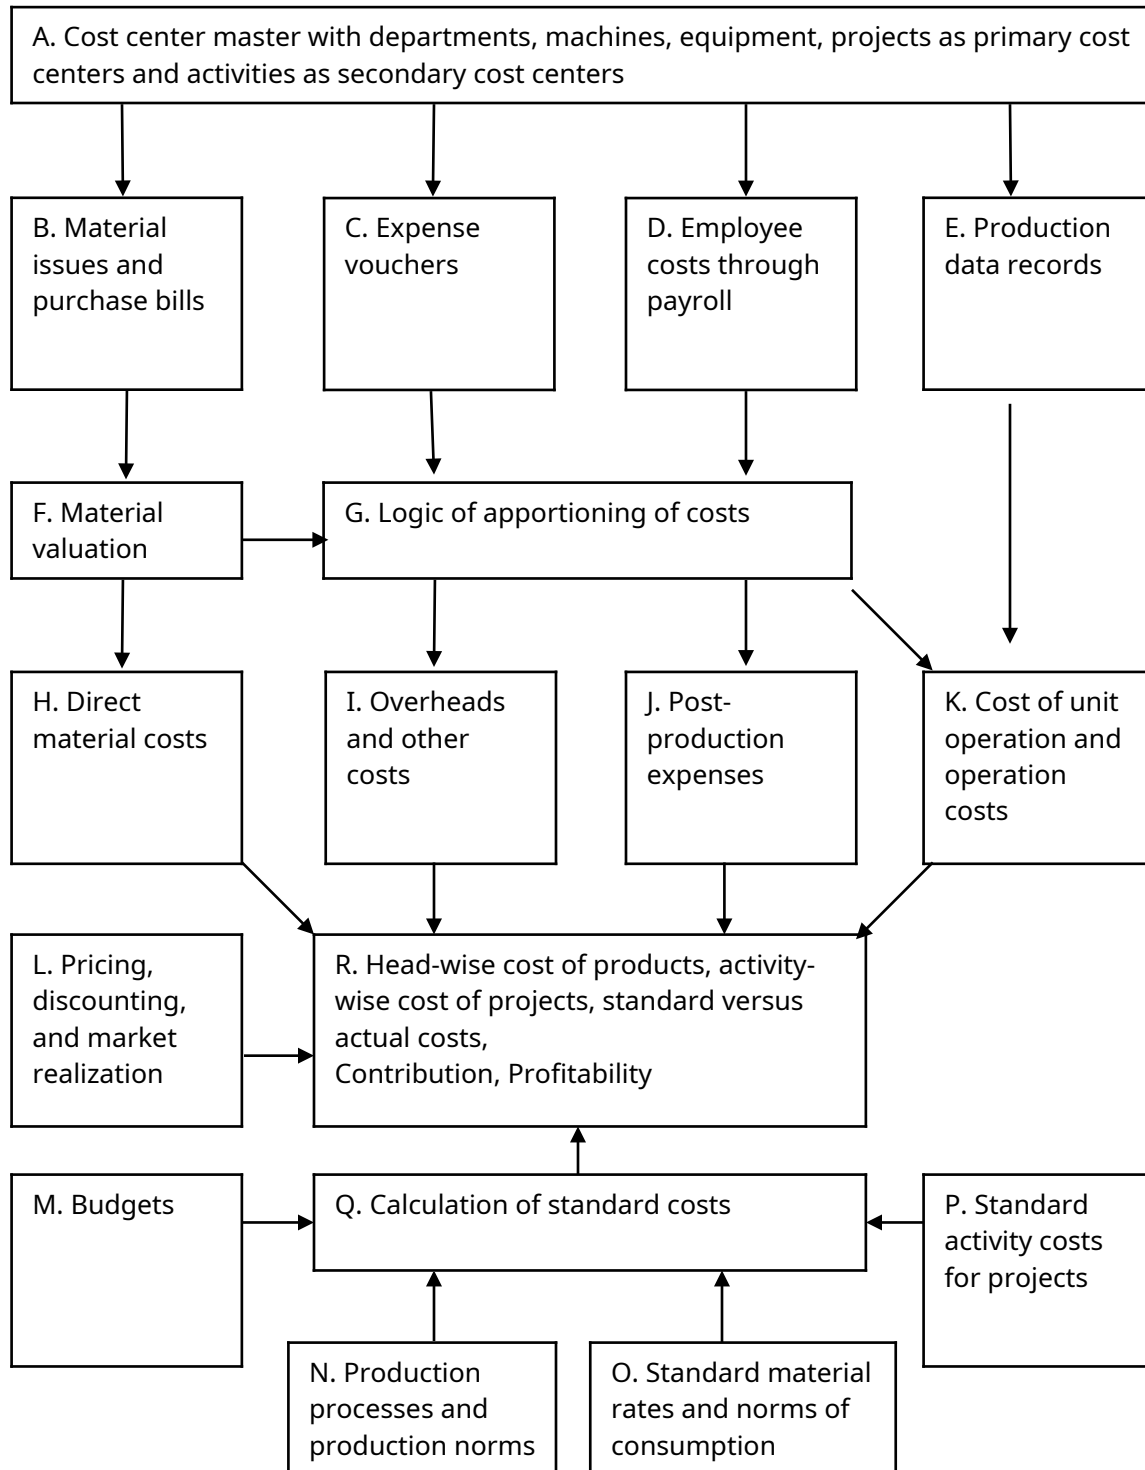 A. Cost center master with departments, machines, equipment, projects as primary cost
centers and activities as secondary cost centers
B. Material
issues and
purchase bills
C. Expense
vouchers
D. Employee
costs through
payroll
E. Production
data records
F. Material
valuation
G. Logic of apportioning of costs
H. Direct
material costs
I. Overheads
and other
costs
J. Post-
production
expenses
K. Cost of unit
operation and
operation
costs
L. Pricing,
discounting,
and market
realization
R. Head-wise cost of products, activity-
wise cost of projects, standard versus
actual costs,
Contribution, Profitability
M. Budgets
Q. Calculation of standard costs
P. Standard
activity costs
for projects
N. Production
processes and
production norms
O. Standard material
rates and norms of
consumption